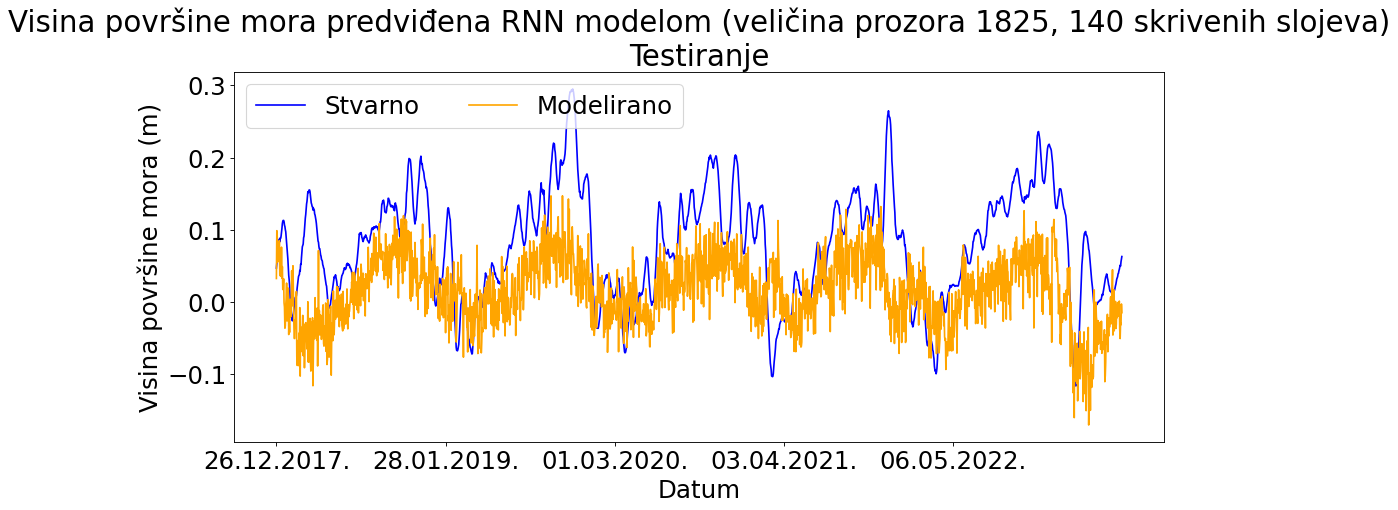 Visina površine mora predviđena RNN modelom (veličina prozora 1825, 140 skrivenih slojeva)
Testiranje
Stvarno
Modelirano
Visina površine mora (m)
0.3
0.2
0.1
0.0
−0.1
26.12.2017.
28.01.2019.
01.03.2020.
03.04.2021.
06.05.2022.
Datum